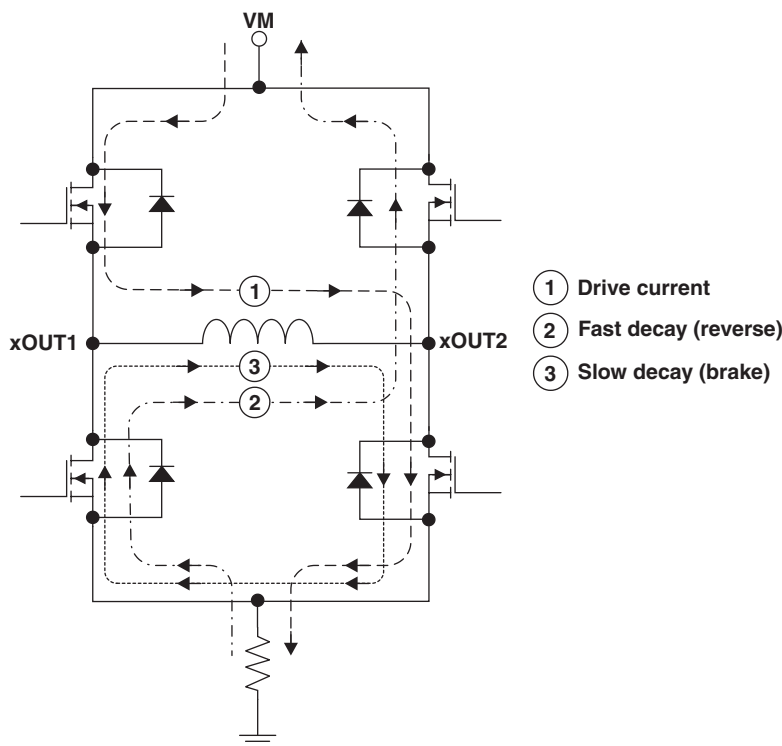 VM
1
1 Drive current
xOUT1
xOUT2
2 Fast decay (reverse)
3
3 Slow decay (brake)
2